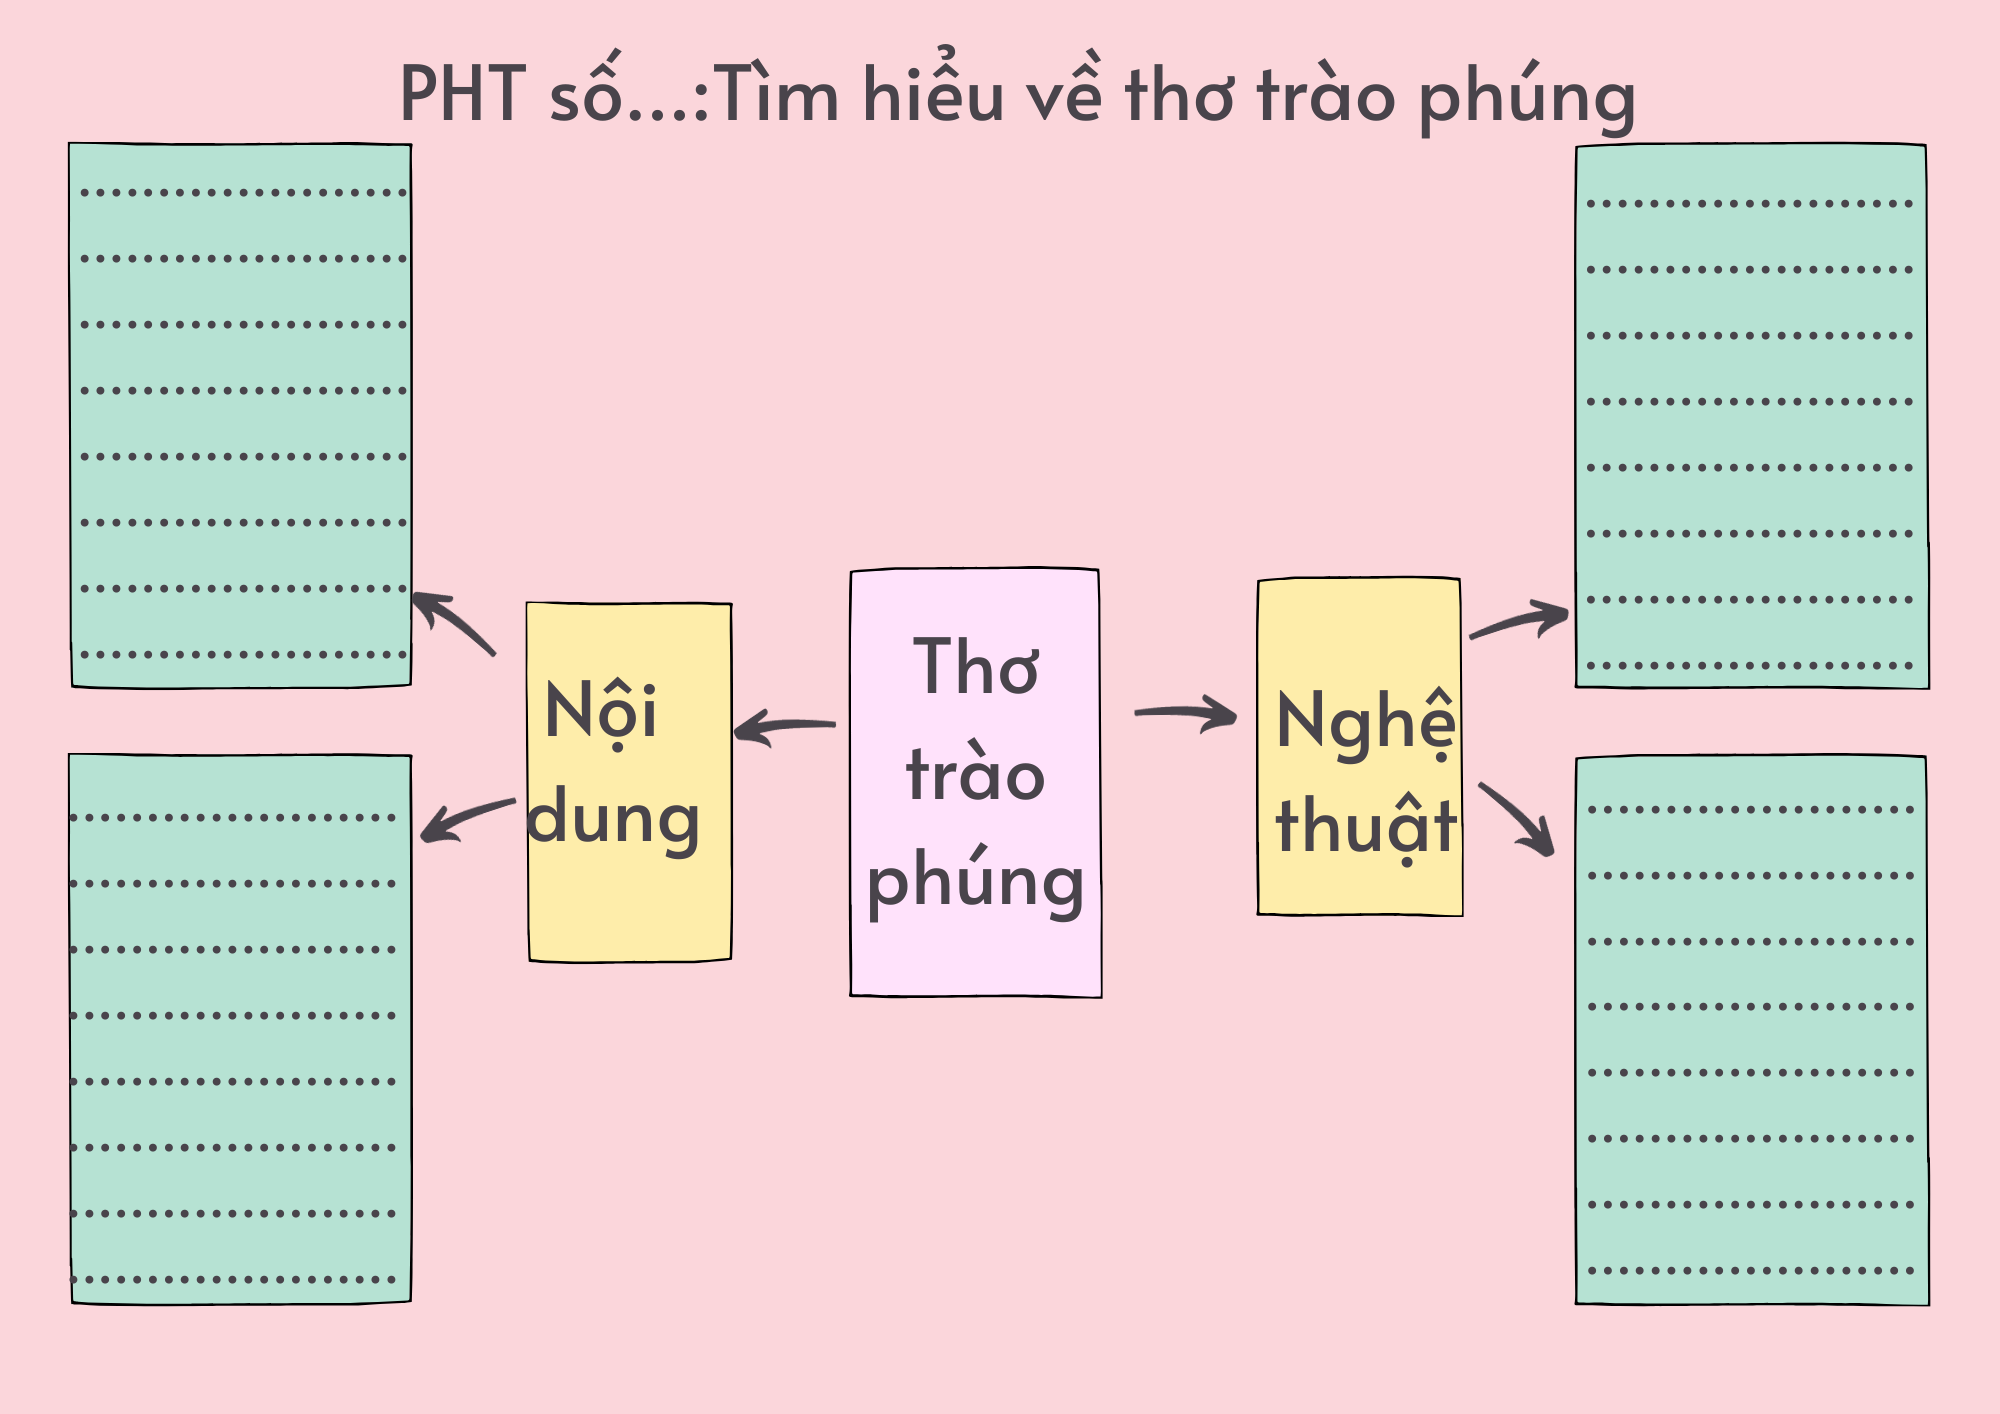 PHT số...:Tìm hiểu về thơ trào phúng
Nội
dung
Thơ
trào
phúng
Nghệ
thuật